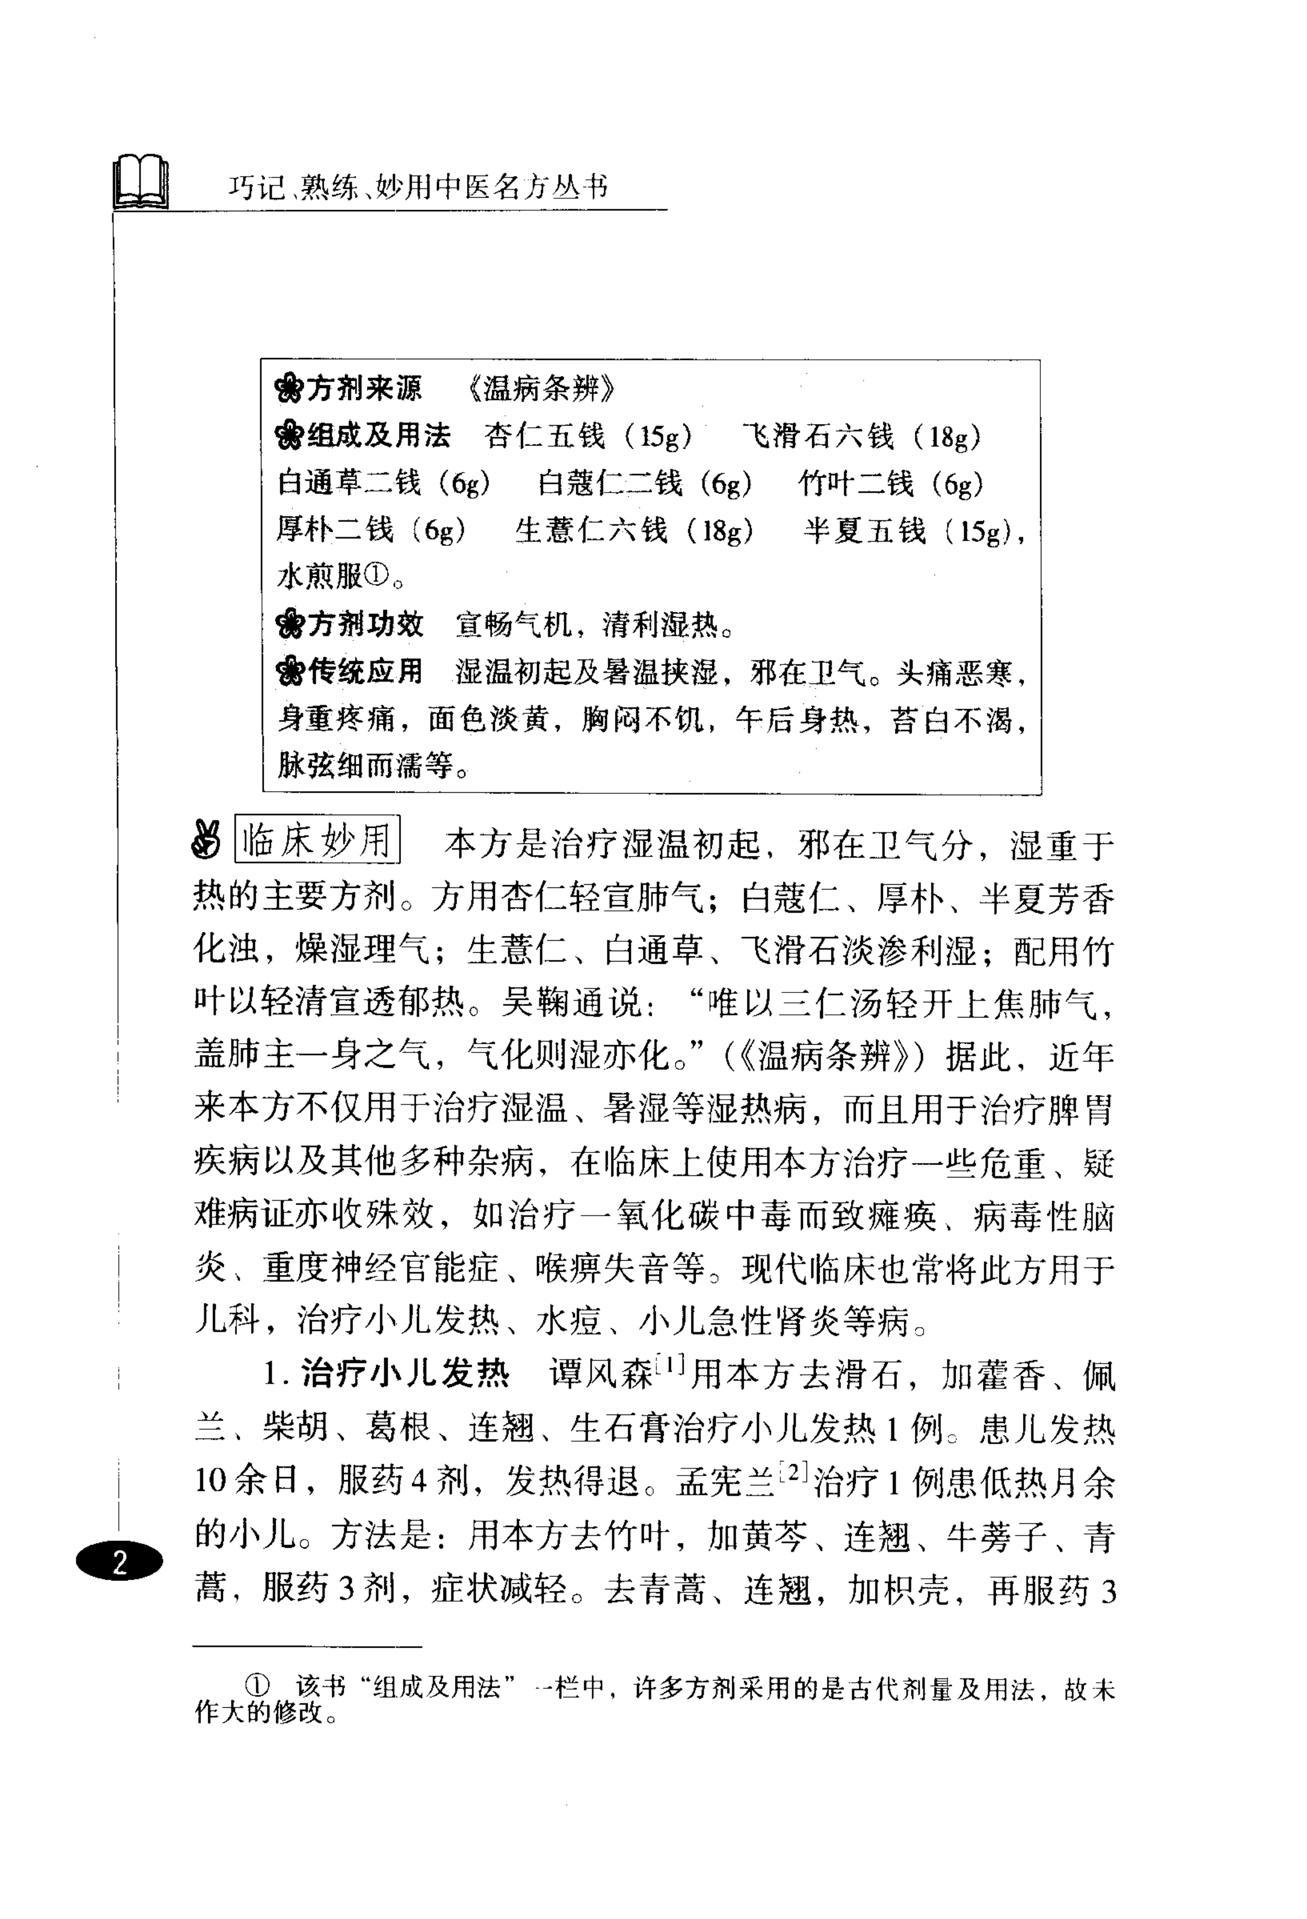 巧记、熟练、妙用中医名方丛书
方剂来源 《温病条辨》
组成及用法 杏仁五钱（15g） 飞滑石六钱（18g）
白通草二钱（6g） 白蔻仁二钱（6g） 竹叶二钱（6g）
厚朴二钱（6g） 生薏仁六钱（18g） 半夏五钱（15g），
水煎服①。
方剂功效 宣畅气机，清利湿热。
传统应用 湿温初起及暑温挟湿，邪在卫气。头痛恶寒，
身重疼痛，面色淡黄，胸闷不饥，午后身热，苔白不渴，
脉弦细而濡等。
临床妙用 本方是治疗湿温初起，邪在卫气分，湿重于
热的主要方剂。方用杏仁轻宣肺气；白蔻仁、厚朴、半夏芳香
化浊，燥湿理气；生薏仁、白通草、飞滑石淡渗利湿；配用竹
叶以轻清宣透郁热。吴鞠通说：“唯以三仁汤轻开上焦肺气，
盖肺主一身之气，气化则湿亦化。”（《温病条辨》）据此，近年
来本方不仅用于治疗湿温、暑湿等湿热病，而且用于治疗脾胃
疾病以及其他多种杂病，在临床上使用本方治疗一些危重、疑
难病证亦收殊效，如治疗一氧化碳中毒而致瘫痪、病毒性脑
炎、重度神经官能症、喉痹失音等。现代临床也常将此方用于
儿科，治疗小儿发热、水痘、小儿急性肾炎等病。
1. 治疗小儿发热 谭风森[1]用本方去滑石，加藿香、佩
兰、柴胡、葛根、连翘、生石膏治疗小儿发热1例。患儿发热
10余日，服药4剂，发热得退。孟宪兰[2]治疗1例患低热月余
的小儿。方法是：用本方去竹叶，加黄芩、连翘、牛蒡子、青
蒿，服药3剂，症状减轻。去青蒿、连翘，加枳壳，再服药3
2
① 该书“组成及用法”一栏中，许多方剂采用的是古代剂量及用法，故未
作大的修改。